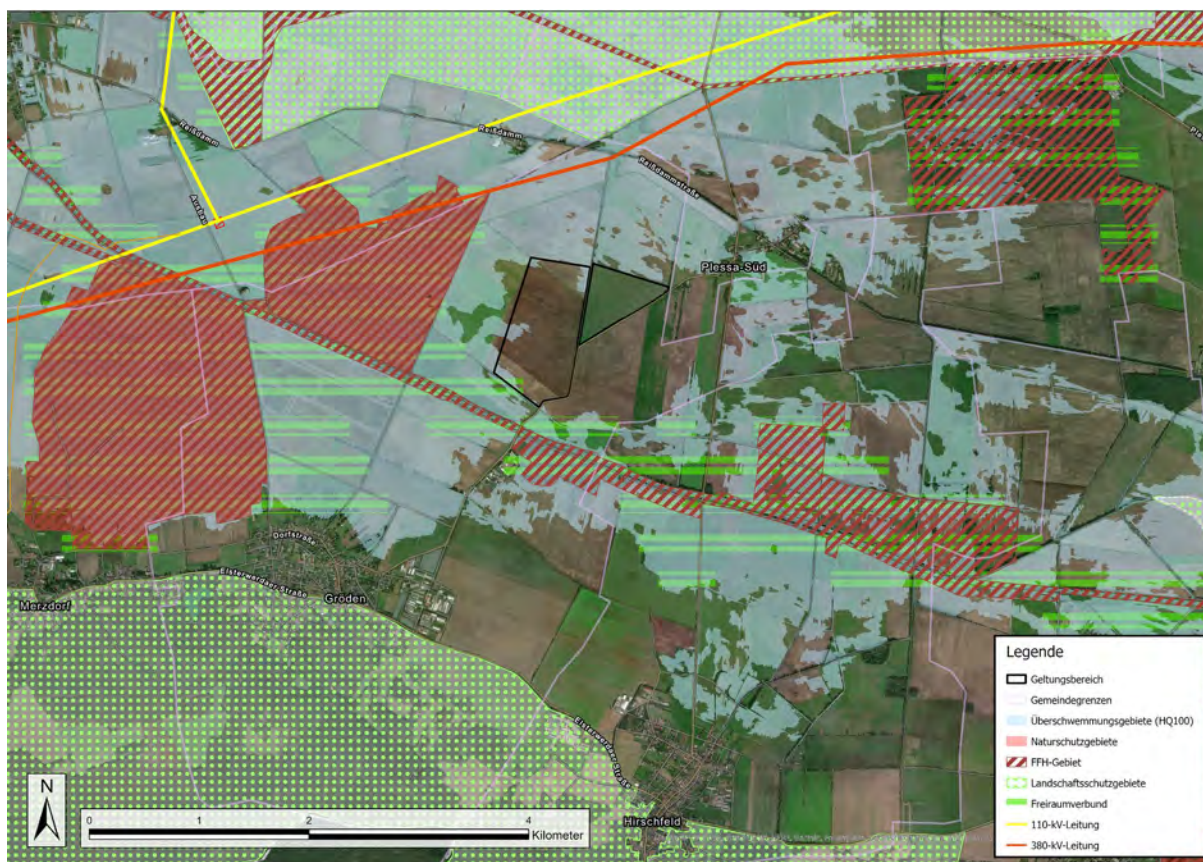 Reißdamm
Reißdamm
Reißdammstraße
Ausbau
Plessa-Süd
Dorfstraße
Elsterwerdaer-Straße
Merzdorf
Gröden
Elsterwerdaer-Straße
Hirschfeld
N
0 2 4
Kilometer
Legende
Geltungsbereich
Gemeindegrenzen
Überschwemmungsgebiete (HQ100)
Naturschutzgebiete
FFH-Gebiet
Landschaftsschutzgebiete
Freiraumverbund
110-kV-Leitung
380-kV-Leitung